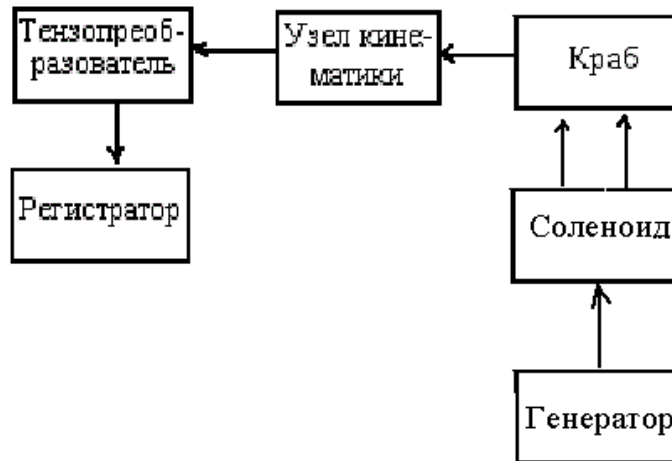 Тензопреоб-
разователь
Узел кине-
матики
Краб
Регистратор
Соленоид
Генератор